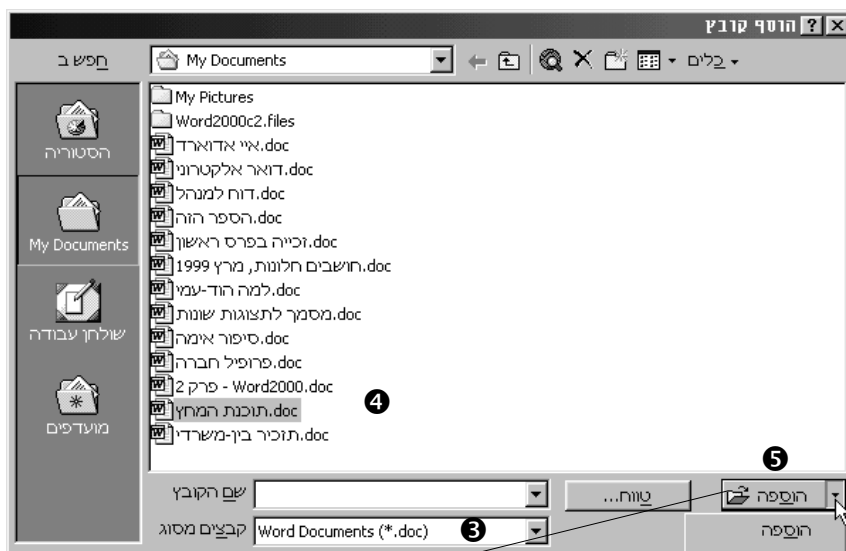 הוסף קובץ
חפש ב My Documents כלים
הסטוריה
My Documents
שולחן עבודה
מועדפים
My Pictures
Word2000c2.files
איי אדוארד.doc
דואר אלקטרוני.doc
דוח למנהל.doc
הספר הזה.doc
זכייה בפרס ראשון.doc
חושבים חלונות, מרץ 1999.doc
למה הוד-עמי.doc
מסמך לתצוגות שונות.doc
סיפור אימה.doc
פרופיל חברה.doc
פרק 2 - Word2000.doc
תוכנת המחץ.doc
תזכיר בין-משרדי.doc
❹
❺
שם הקובץ טווח... הוספה
קבצים מסוג Word Documents (*.doc) ❸ הוספה